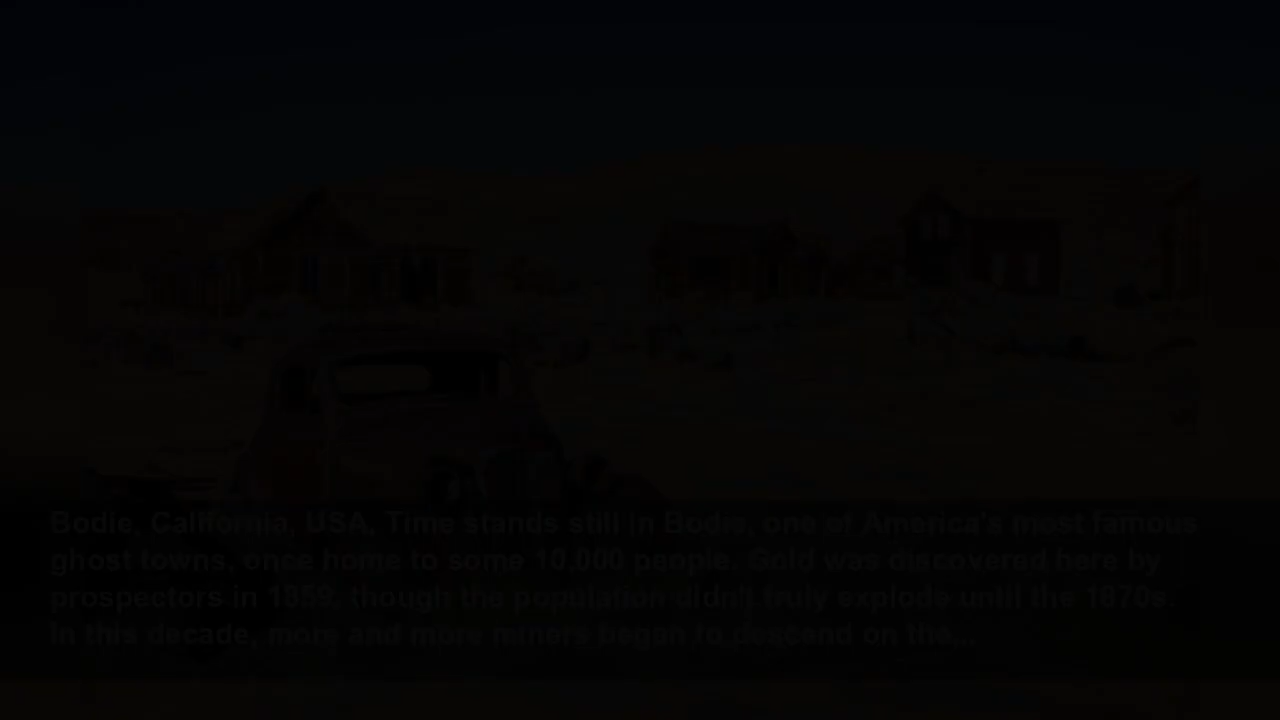 Bodie, California, USA. Time stands still in Bodie, one of America's most famous
ghost towns, once home to some 10,000 people. Gold was discovered here by
prospectors in 1859, though the population didn't truly explode until the 1870s.
In this decade, more and more miners began to descend on the...